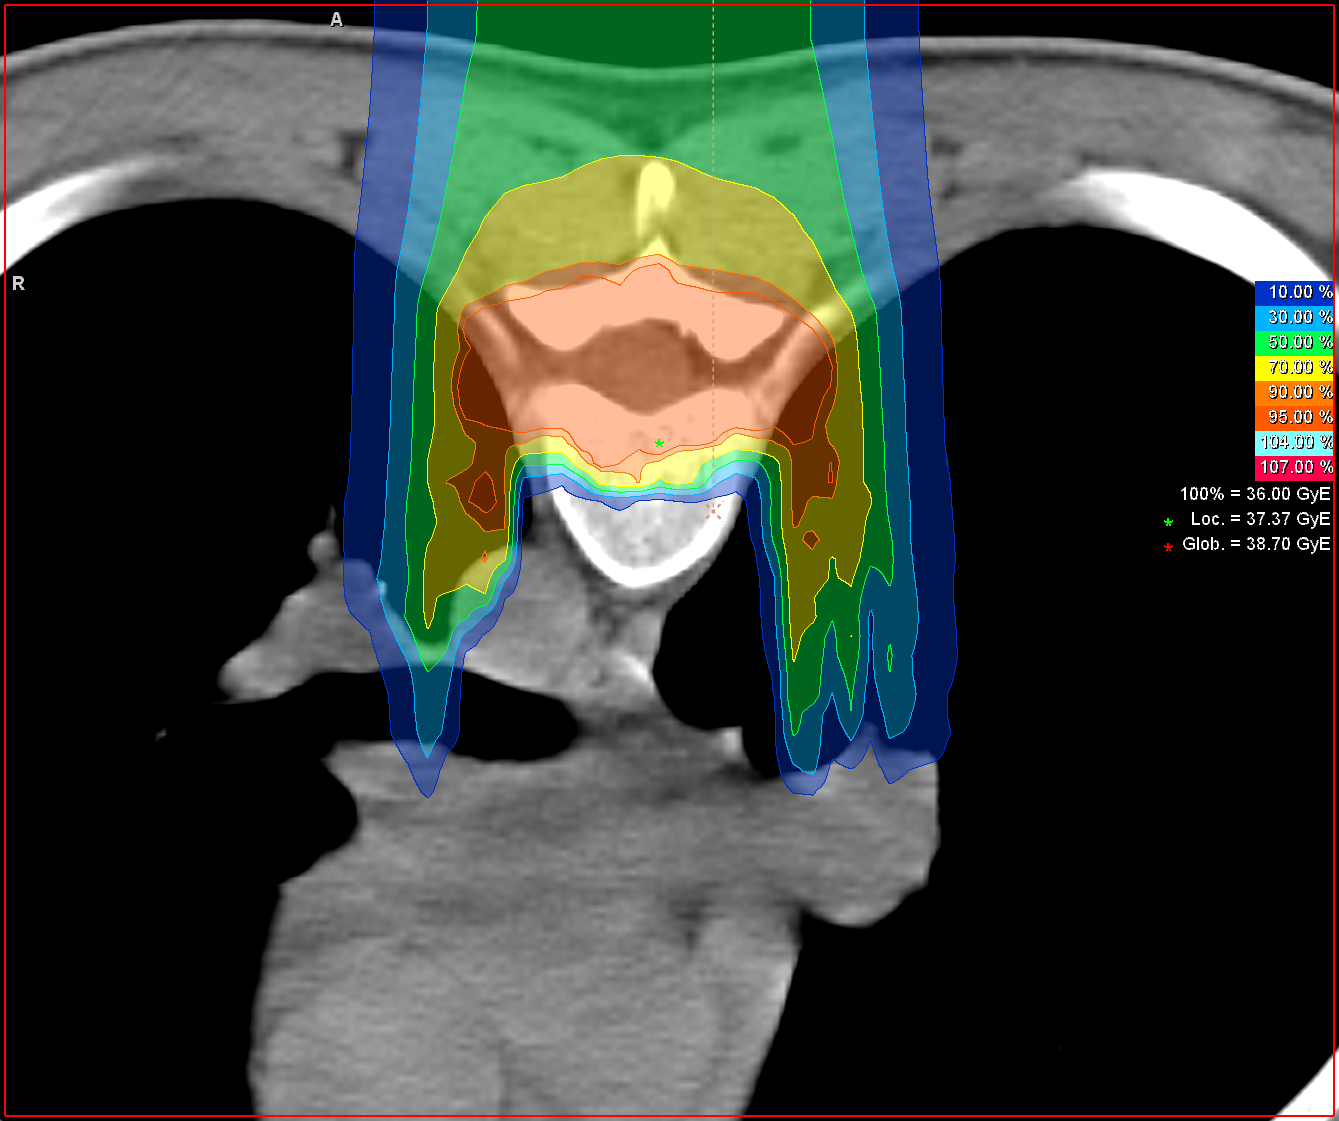 A
R
10.00 %
30.00 %
50.00 %
70.00 %
90.00 %
95.00 %
104.00 %
107.00 %
100% = 36.00 GyE
* Loc. = 37.37 GyE
* Glob. = 38.70 GyE